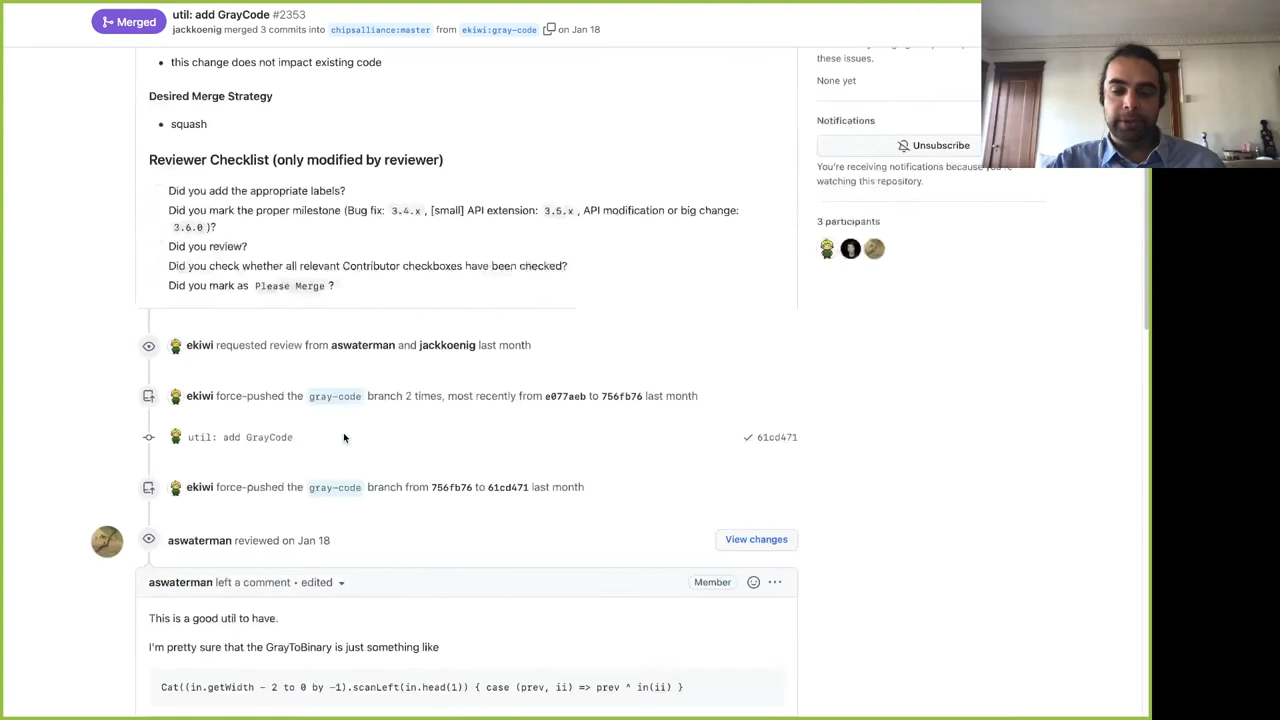 Merged
util: add GrayCode #2353
jackkoenig merged 3 commits into chipsalliance:master from ekiwi:gray-code on Jan 18
this change does not impact existing code
Desired Merge Strategy
squash
Reviewer Checklist (only modified by reviewer)
Did you add the appropriate labels?
Did you mark the proper milestone (Bug fix: 3.4.x , [small] API extension: 3.5.x , API modification or big change:
3.6.0 )?
Did you review?
Did you check whether all relevant Contributor checkboxes have been checked?
Did you mark as Please Merge ?
ekiwi requested review from aswaterman and jackkoenig last month
ekiwi force-pushed the gray-code branch 2 times, most recently from e077aeb to 756fb76 last month
util: add GrayCode 61cd471
ekiwi force-pushed the gray-code branch from 756fb76 to 61cd471 last month
aswaterman reviewed on Jan 18
View changes
aswaterman left a comment • edited
Member
This is a good util to have.
I'm pretty sure that the GrayToBinary is just something like
Cat((in.getWidth - 2 to 0 by -1).scanLeft(in.head(1)) { case (prev, ii) => prev ^ in(ii) }
these issues.
None yet
Notifications
Unsubscribe
You're receiving notifications because
watching this repository.
3 participants